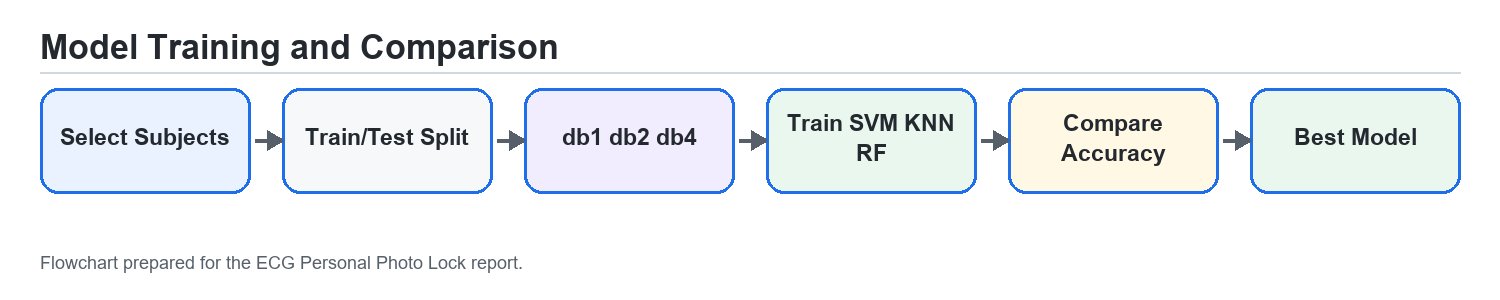 Model Training and Comparison
Select Subjects
Train/Test Split
db1 db2 db4
Train SVM KNN
RF
Compare
Accuracy
Best Model
Flowchart prepared for the ECG Personal Photo Lock report.